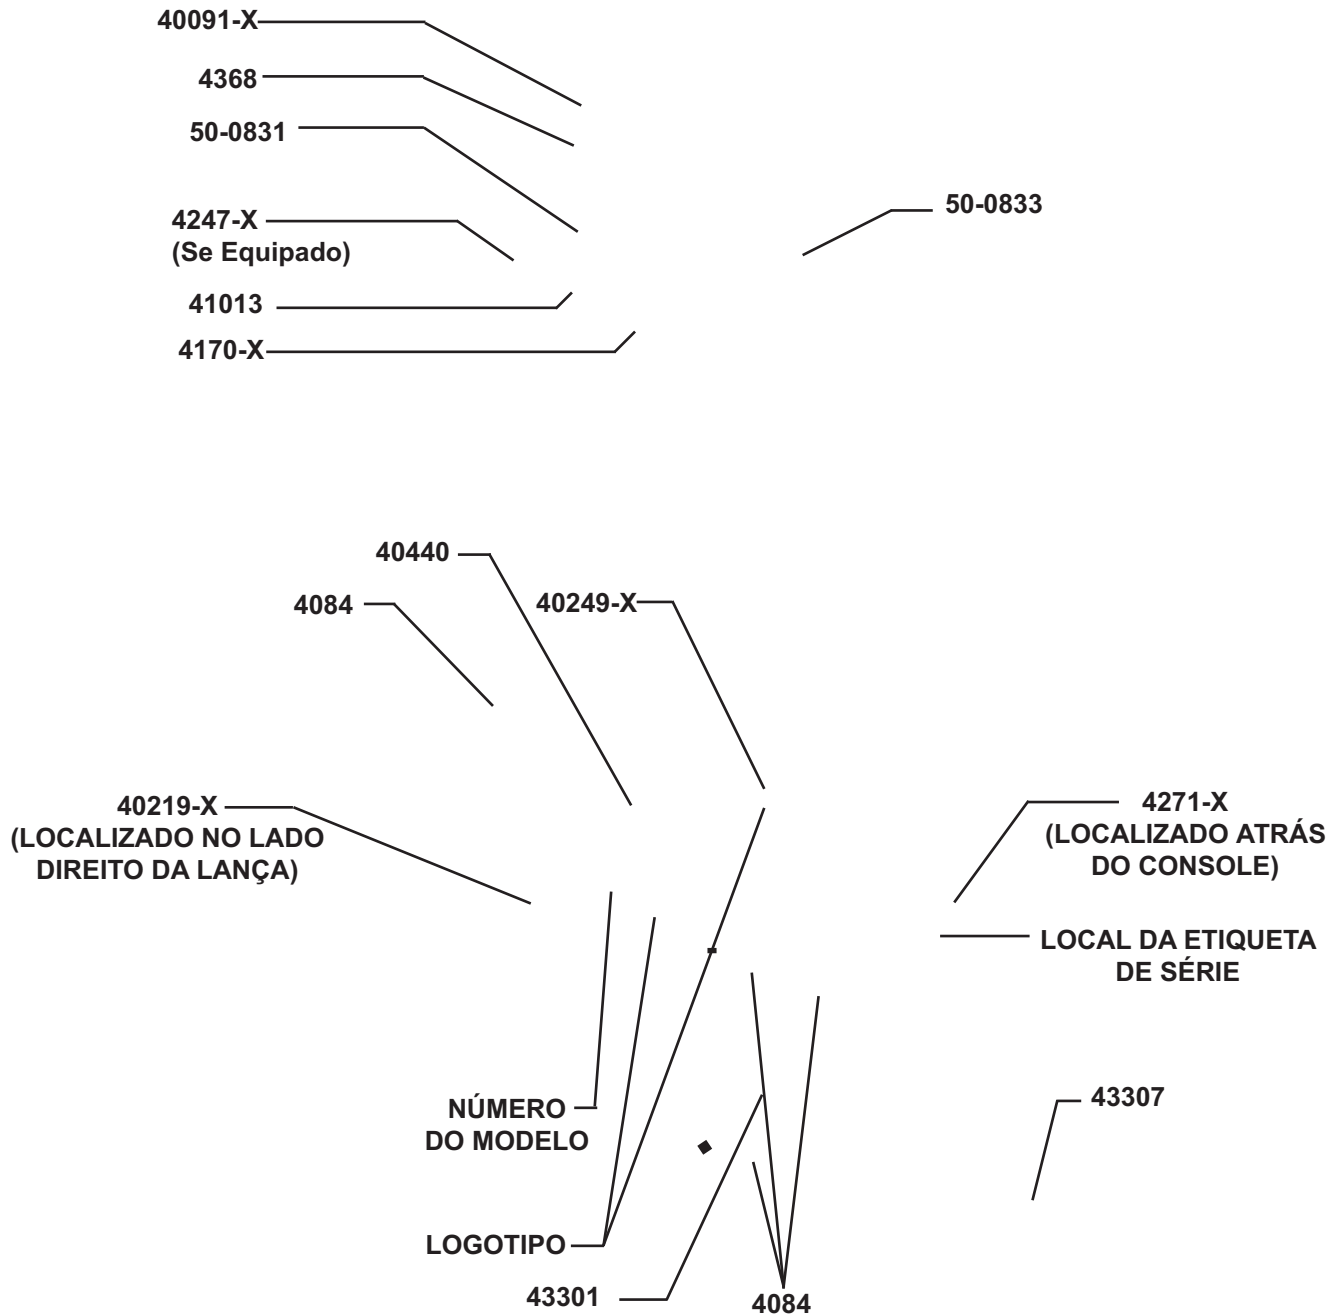 40091-X
4368
50-0831
50-0833
4247-X
(Se Equipado)
41013
4170-X
40440
4084
40249-X
40219-X
(LOCALIZADO NO LADO
DIREITO DA LANÇA)
4271-X
(LOCALIZADO ATRÁS
DO CONSOLE)
LOCAL DA ETIQUETA
DE SÉRIE
43307
NÚMERO
DO MODELO
LOGOTIPO
43301
4084